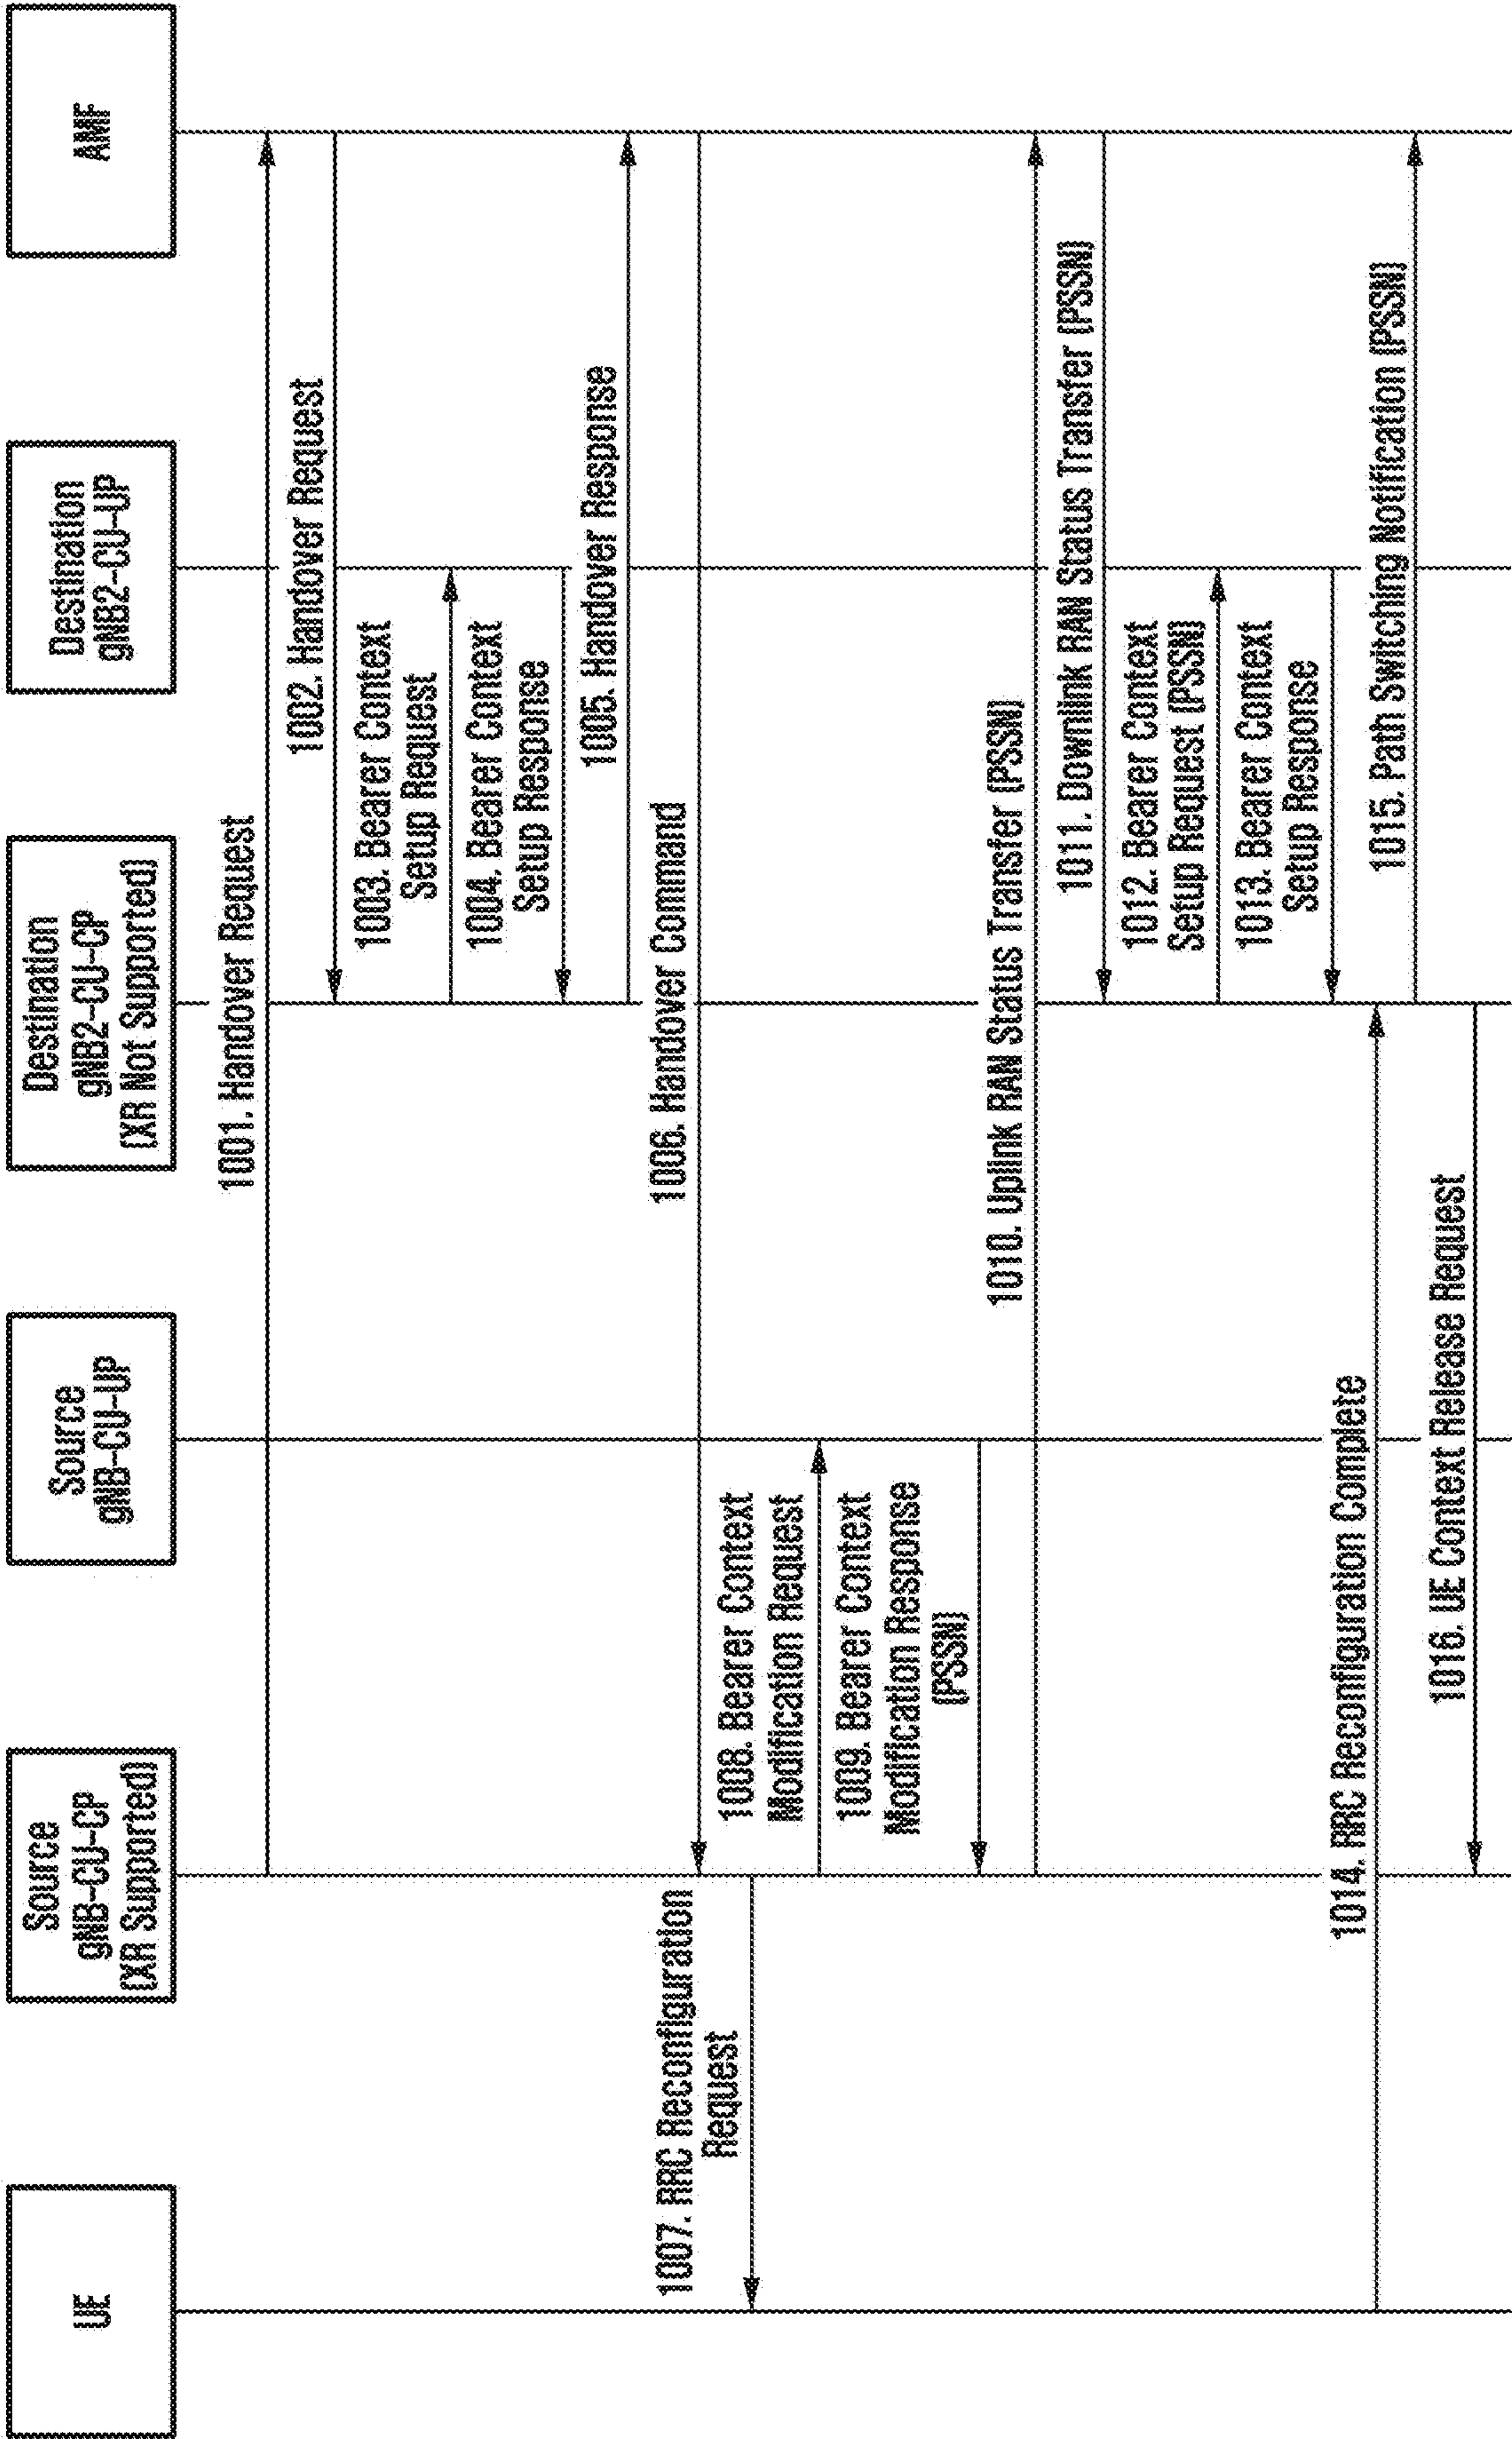 UE
Source
gNB-CU-CP
(XR Supported)
Source
gNB-CU-UP
Destination
gNB2-CU-CP
(XR Not Supported)
Destination
gNB2-CU-UP
AMF
1001. Handover Request
1002. Handover Request
1003. Bearer Context
Setup Request
1004. Bearer Context
Setup Response
1005. Handover Response
1006. Handover Command
1007. RRC Reconfiguration
Request
1008. Bearer Context
Modification Request
1009. Bearer Context
Modification Response
(PSSN)
1010. Uplink RAN Status Transfer (PSSN)
1011. Downlink RAN Status Transfer (PSSN)
1012. Bearer Context
Setup Request (PSSN)
1013. Bearer Context
Setup Response
1014. RRC Reconfiguration Complete
1015. Path Switching Notification (PSSN)
1016. UE Context Release Request